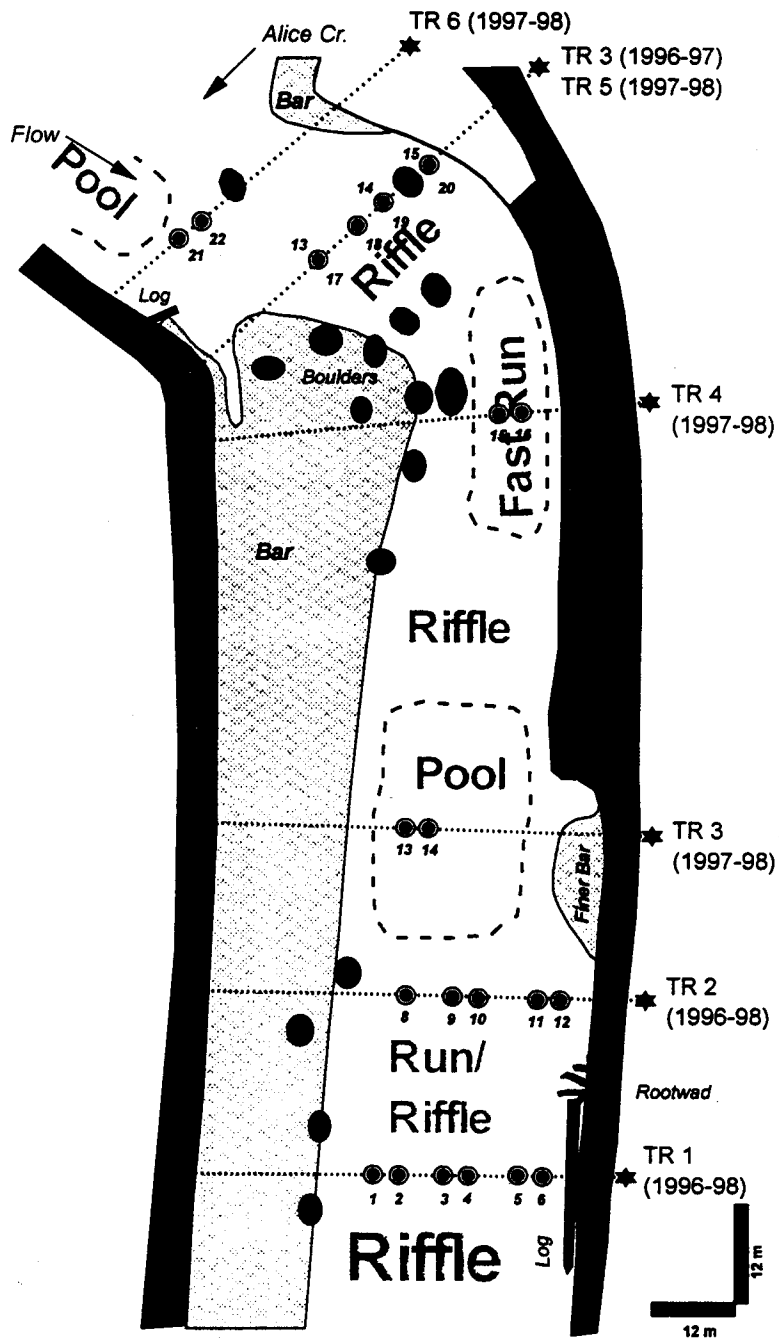 TR 6 (1997-98)
Alice Cr.
TR 3 (1996-97)
TR 5 (1997-98)
Bar
Flow
Pool
15
20
14
19
18
13
17
22
21
Riffle
Log
Boulders
Fast Run
TR 4
(1997-98)
15 16
Bar
Riffle
Pool
13 14
TR 3
(1997-98)
Finer Bar
8 9 10 11 12
TR 2
(1996-98)
Run/
Riffle
Rootwad
TR 1
(1996-98)
1 2 3 4 5 6
Riffle
Log
12 m
12 m